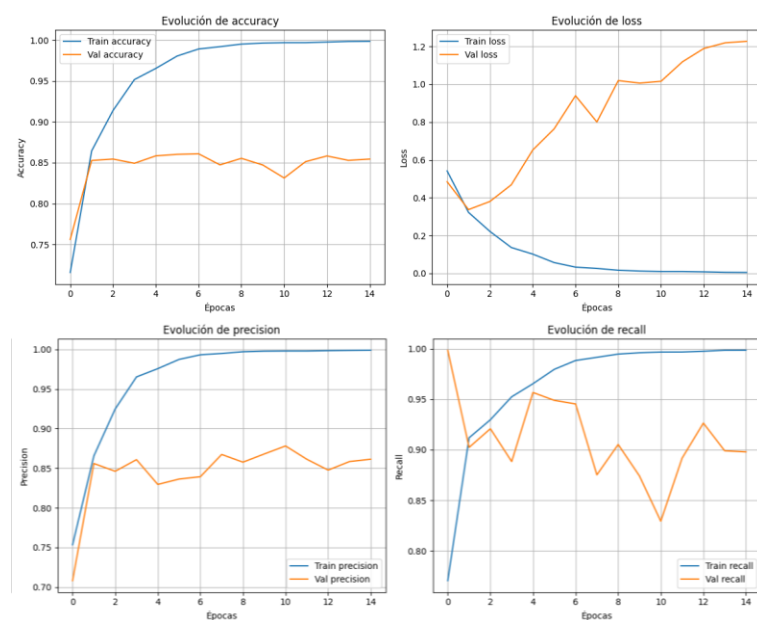 Evolución de accuracy
1.00
0.95
0.90
0.85
0.80
0.75
Accuracy
Train accuracy
Val accuracy
0 2 4 6 8 10 12 14
Épocas
Evolución de loss
1.2
1.0
0.8
0.6
0.4
0.2
0.0
Loss
Train loss
Val loss
0 2 4 6 8 10 12 14
Épocas
Evolución de precision
1.00
0.95
0.90
0.85
0.80
0.75
0.70
Precision
Train precision
Val precision
0 2 4 6 8 10 12 14
Épocas
Evolución de recall
1.00
0.95
0.90
0.85
0.80
Recall
Train recall
Val recall
0 2 4 6 8 10 12 14
Épocas